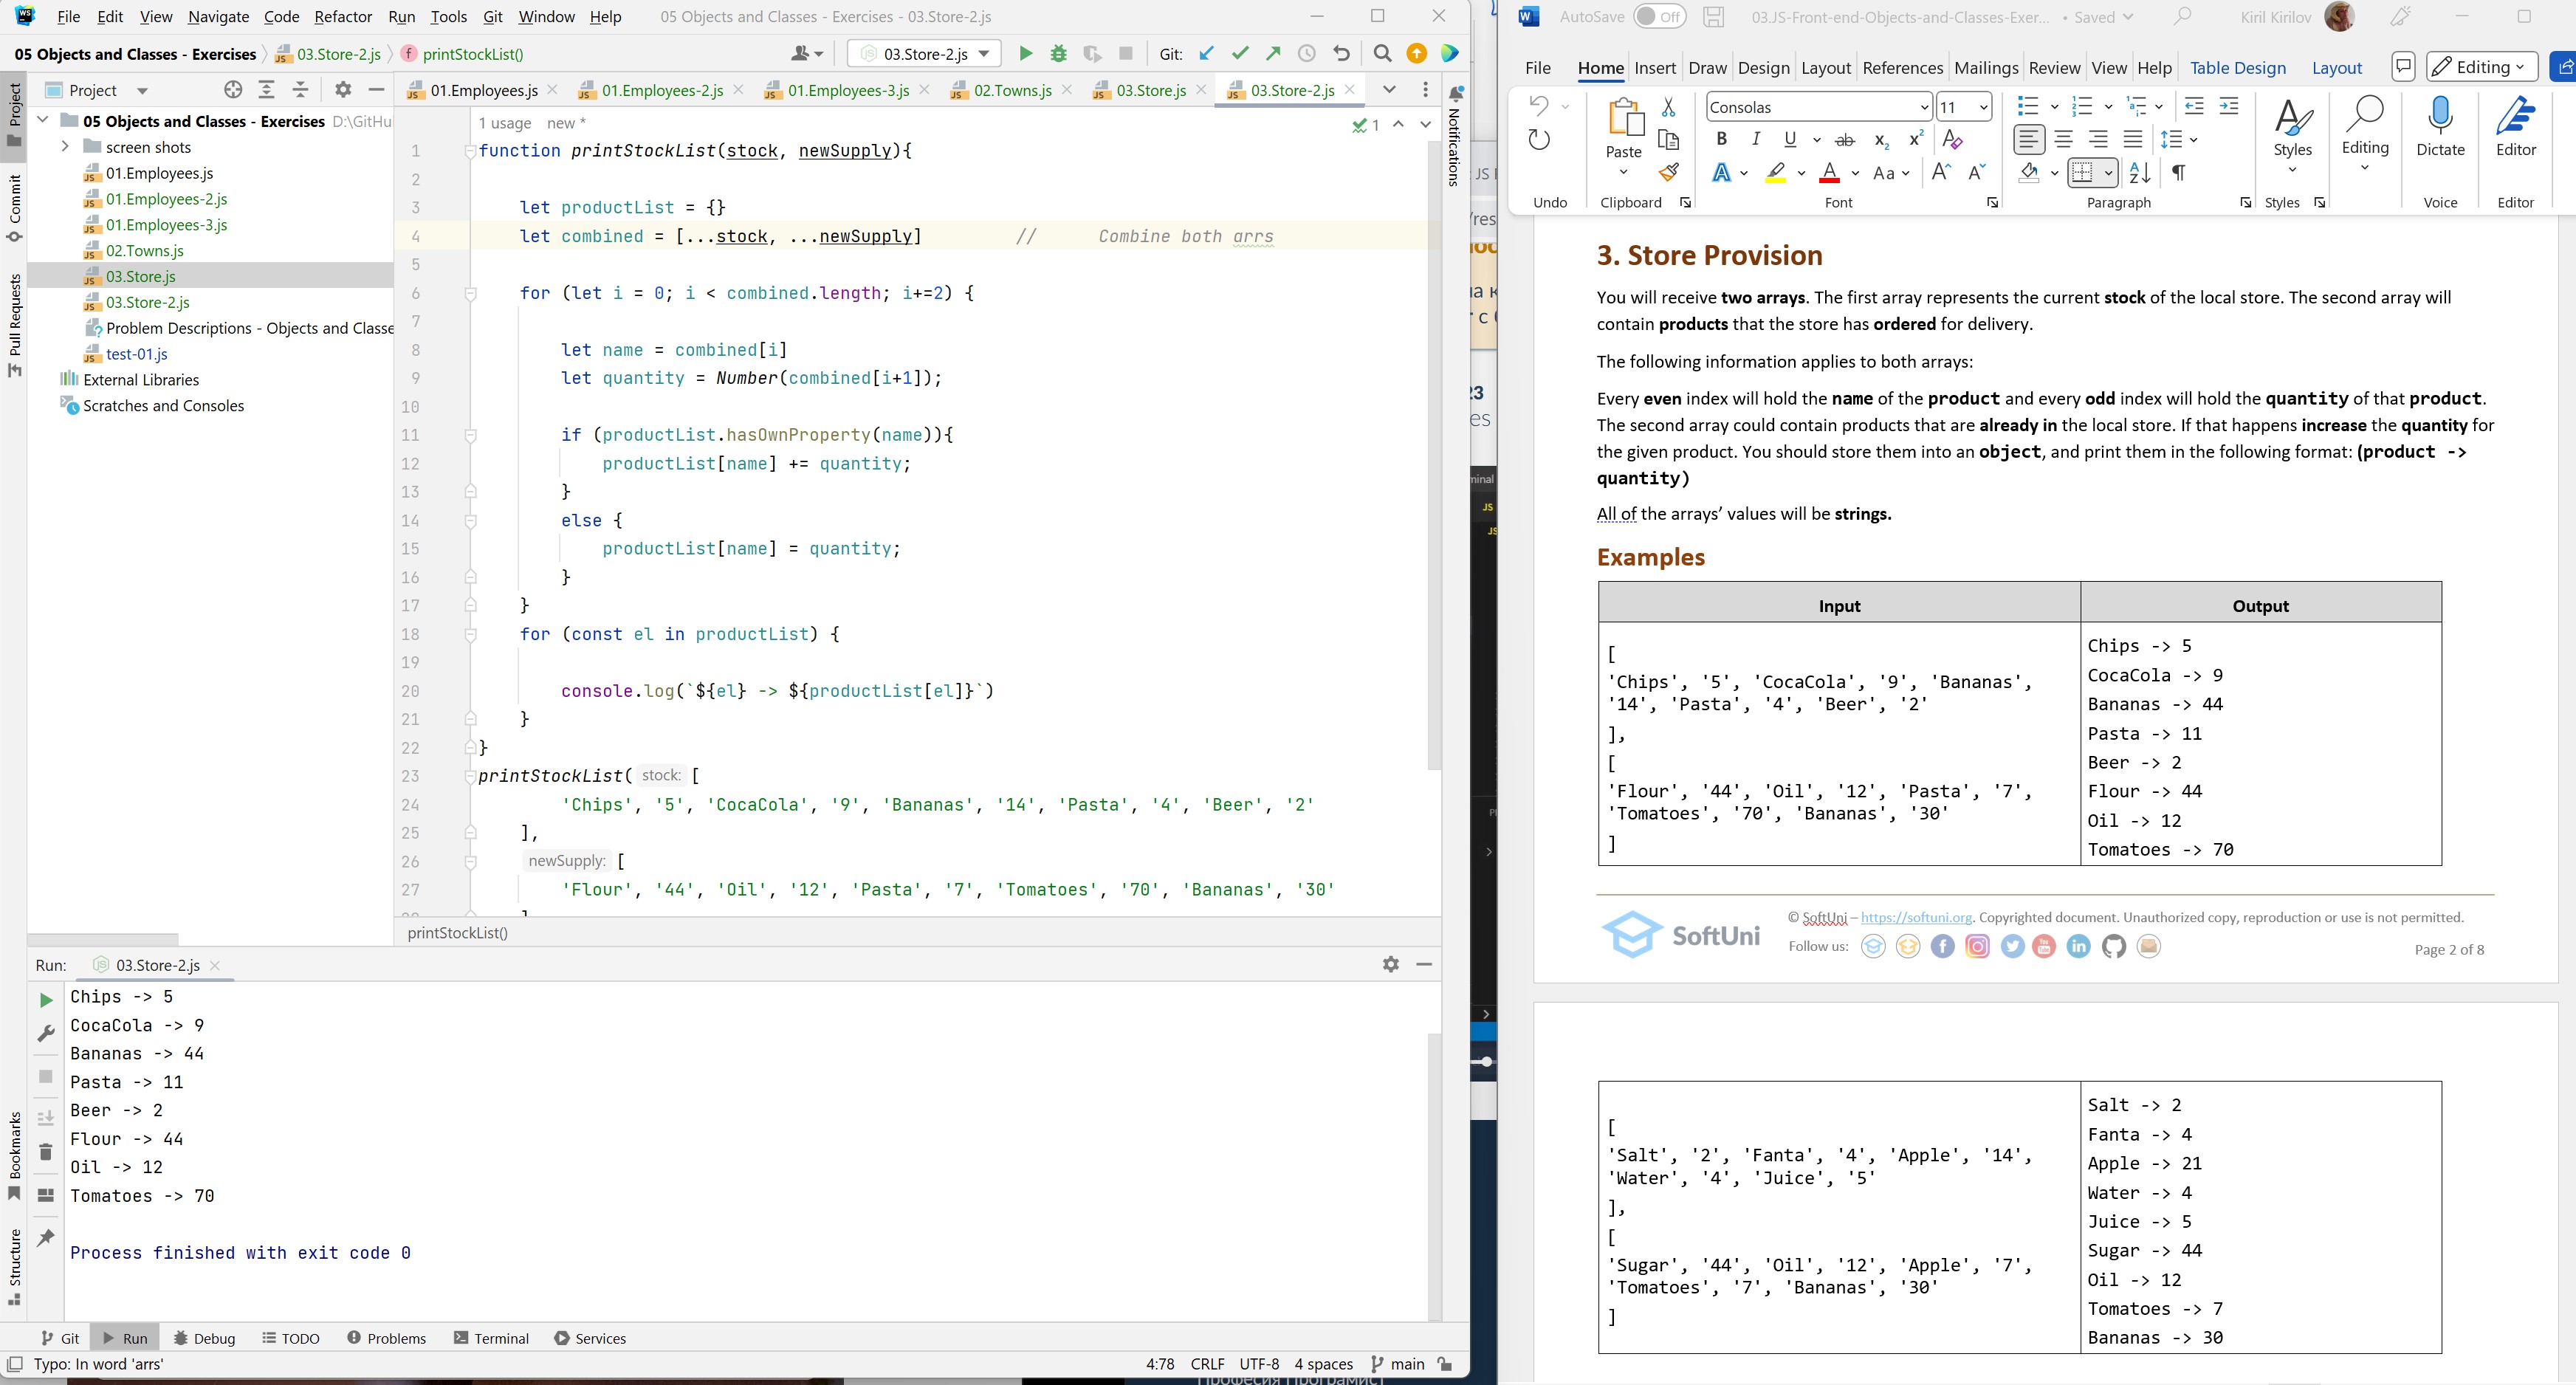 File Edit View Navigate Code Refactor Run Tools Git Window Help 05 Objects and Classes - Exercises - 03.Store-2.js
05 Objects and Classes - Exercises 03.Store-2.js printStockList() 03.Store-2.js Git:
Project
05 Objects and Classes - Exercises
screen shots
01.Employees.js
01.Employees-2.js
01.Employees-3.js
02.Towns.js
03.Store.js
03.Store-2.js
Problem Descriptions - Objects and Classe
test-01.js
External Libraries
Scratches and Consoles
Project
Commit
Pull Requests
Bookmarks
Structure
Notifications
01.Employees.js 01.Employees-2.js 01.Employees-3.js 02.Towns.js 03.Store.js 03.Store-2.js
1 usage new *
1
1 function printStockList(stock, newSupply){
2
3 let productList = {}
4 let combined = [...stock, ...newSupply] // Combine both arrs
5
6 for (let i = 0; i < combined.length; i+=2) {
7
8 let name = combined[i]
9 let quantity = Number(combined[i+1]);
10
11 if (productList.hasOwnProperty(name)){
12 productList[name] += quantity;
13 }
14 else {
15 productList[name] = quantity;
16 }
17 }
18 for (const el in productList) {
19
20 console.log(`${el} -> ${productList[el]}`)
21 }
22 }
23 printStockList( stock: [
24 'Chips', '5', 'CocaCola', '9', 'Bananas', '14', 'Pasta', '4', 'Beer', '2'
25 ],
26 newSupply: [
27 'Flour', '44', 'Oil', '12', 'Pasta', '7', 'Tomatoes', '70', 'Bananas', '30'
printStockList()
Run: 03.Store-2.js
Chips -> 5
CocaCola -> 9
Bananas -> 44
Pasta -> 11
Beer -> 2
Flour -> 44
Oil -> 12
Tomatoes -> 70
Process finished with exit code 0
Git Run Debug TODO Problems Terminal Services
Typo: In word 'arrs' 4:78 CRLF UTF-8 4 spaces main
AutoSave Off 03.JS-Front-end-Objects-and-Classes-Exer... • Saved Kiril Kirilov
File Home Insert Draw Design Layout References Mailings Review View Help Table Design Layout Editing
Consolas 11
Paste
Styles Editing Dictate Editor
Undo Clipboard Font Paragraph Styles Voice Editor
3. Store Provision
You will receive two arrays. The first array represents the current stock of the local store. The second array will
contain products that the store has ordered for delivery.
The following information applies to both arrays:
Every even index will hold the name of the product and every odd index will hold the quantity of that product.
The second array could contain products that are already in the local store. If that happens increase the quantity for
the given product. You should store them into an object, and print them in the following format: (product ->
quantity)
All of the arrays’ values will be strings.
Examples
Input Output
[
'Chips', '5', 'CocaCola', '9', 'Bananas',
'14', 'Pasta', '4', 'Beer', '2'
],
[
'Flour', '44', 'Oil', '12', 'Pasta', '7',
'Tomatoes', '70', 'Bananas', '30'
]
Chips -> 5
CocaCola -> 9
Bananas -> 44
Pasta -> 11
Beer -> 2
Flour -> 44
Oil -> 12
Tomatoes -> 70
SoftUni
© SoftUni – https://softuni.org. Copyrighted document. Unauthorized copy, reproduction or use is not permitted.
Follow us:
Page 2 of 8
[
'Salt', '2', 'Fanta', '4', 'Apple', '14',
'Water', '4', 'Juice', '5'
],
[
'Sugar', '44', 'Oil', '12', 'Apple', '7',
'Tomatoes', '7', 'Bananas', '30'
]
Salt -> 2
Fanta -> 4
Apple -> 21
Water -> 4
Juice -> 5
Sugar -> 44
Oil -> 12
Tomatoes -> 7
Bananas -> 30